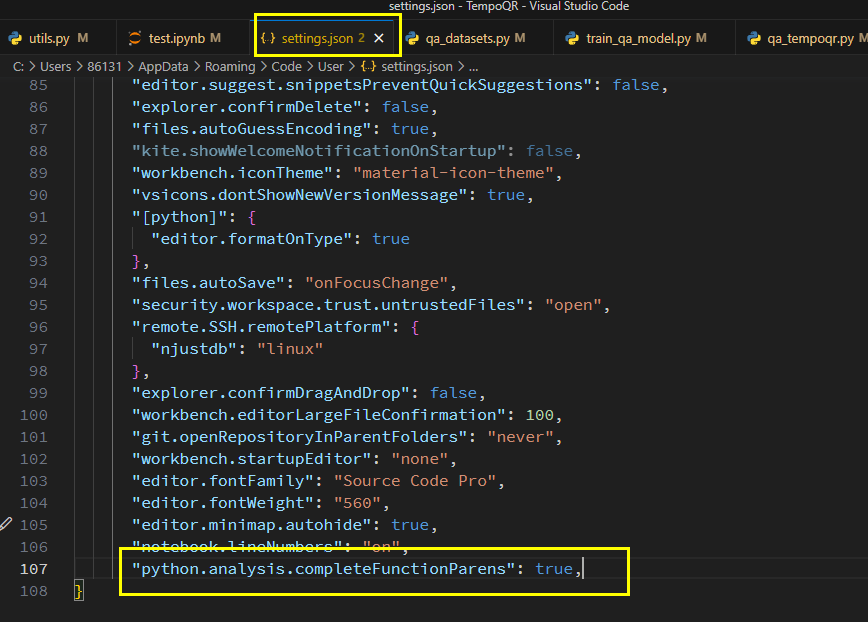 settings.json - TempoQR - Visual Studio Code
utils.py M test.ipynb M {} settings.json 2 × qa_datasets.py M train_qa_model.py M qa_tempoqr.py M
C: > Users > 86131 > AppData > Roaming > Code > User > {} settings.json > ...
85 "editor.suggest.snippetsPreventQuickSuggestions": false,
86 "explorer.confirmDelete": false,
87 "files.autoGuessEncoding": true,
88 "kite.showWelcomeNotificationOnStartup": false,
89 "workbench.iconTheme": "material-icon-theme",
90 "vsicons.dontShowNewVersionMessage": true,
91 "[python]": {
92 "editor.formatOnType": true
93 },
94 "files.autoSave": "onFocusChange",
95 "security.workspace.trust.untrustedFiles": "open",
96 "remote.SSH.remotePlatform": {
97 "njustdb": "linux"
98 },
99 "explorer.confirmDragAndDrop": false,
100 "workbench.editorLargeFileConfirmation": 100,
101 "git.openRepositoryInParentFolders": "never",
102 "workbench.startupEditor": "none",
103 "editor.fontFamily": "Source Code Pro",
104 "editor.fontWeight": "560",
105 "editor.minimap.autohide": true,
106 "notebook.lineNumbers": "on",
107 "python.analysis.completeFunctionParens": true,
108 }